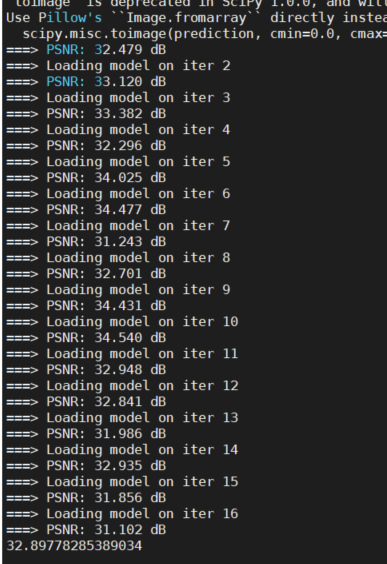 `toimage` is deprecated in SciPy 1.0.0, and wil
Use Pillow's ``Image.fromarray`` directly instea
scipy.misc.toimage(prediction, cmin=0.0, cmax=
===> PSNR: 32.479 dB
===> Loading model on iter 2
===> PSNR: 33.120 dB
===> Loading model on iter 3
===> PSNR: 33.382 dB
===> Loading model on iter 4
===> PSNR: 32.296 dB
===> Loading model on iter 5
===> PSNR: 34.025 dB
===> Loading model on iter 6
===> PSNR: 34.477 dB
===> Loading model on iter 7
===> PSNR: 31.243 dB
===> Loading model on iter 8
===> PSNR: 32.701 dB
===> Loading model on iter 9
===> PSNR: 34.431 dB
===> Loading model on iter 10
===> PSNR: 34.540 dB
===> Loading model on iter 11
===> PSNR: 32.948 dB
===> Loading model on iter 12
===> PSNR: 32.841 dB
===> Loading model on iter 13
===> PSNR: 31.986 dB
===> Loading model on iter 14
===> PSNR: 32.935 dB
===> Loading model on iter 15
===> PSNR: 31.856 dB
===> Loading model on iter 16
===> PSNR: 31.102 dB
32.89778285389034